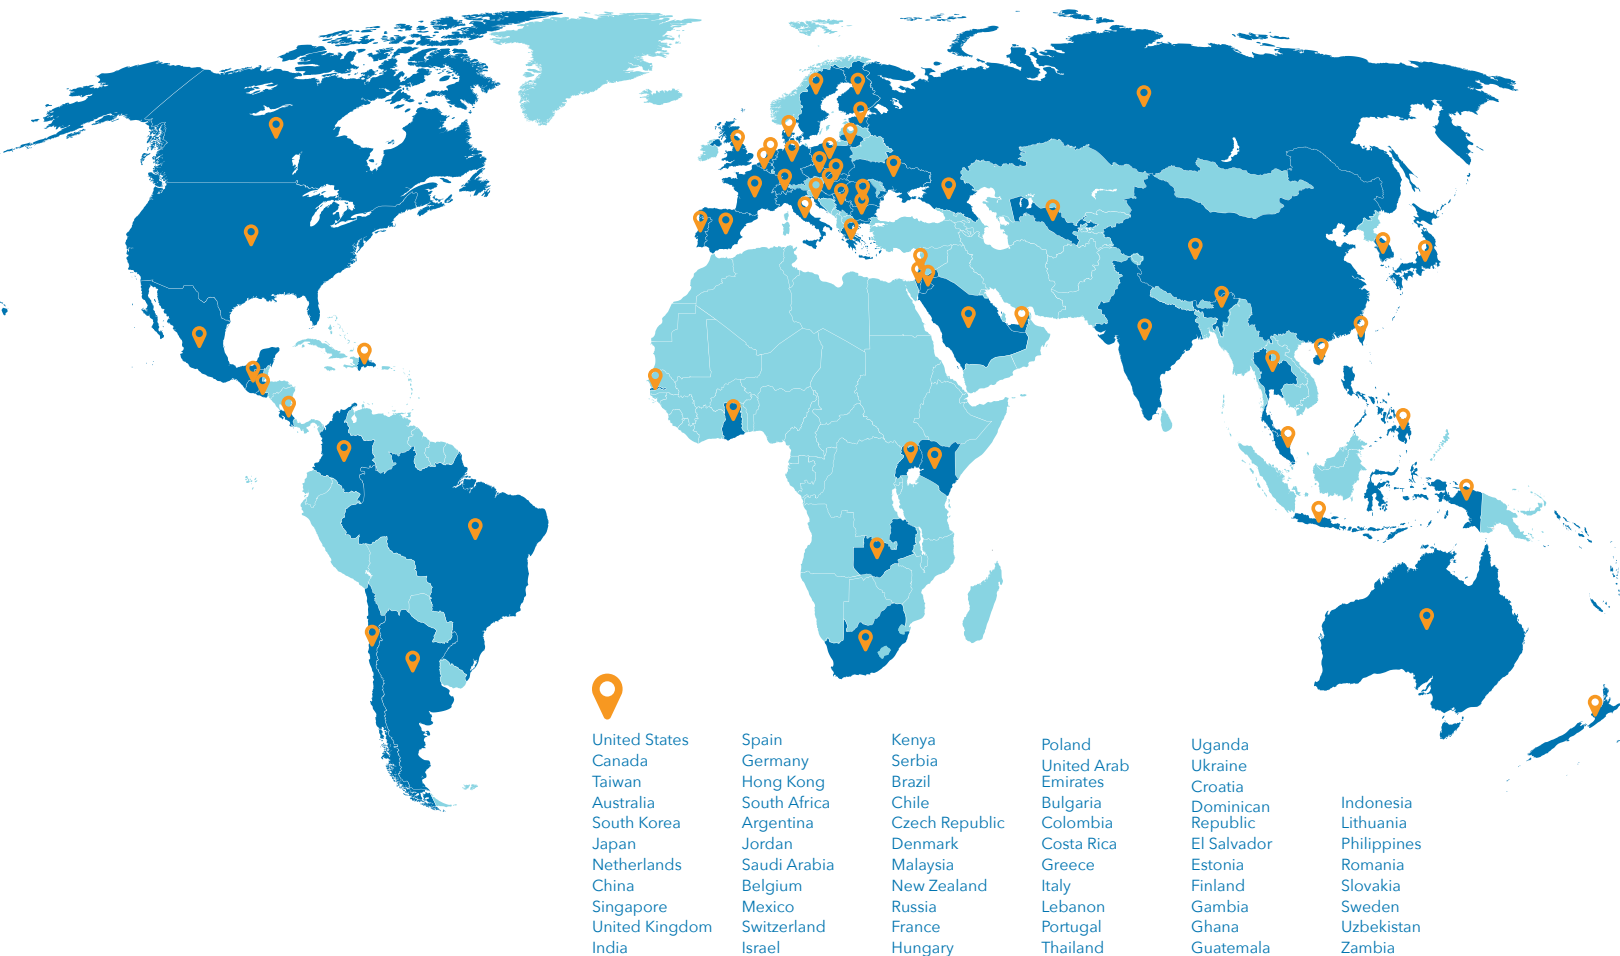 United States
Canada
Taiwan
Australia
South Korea
Japan
Netherlands
China
Singapore
United Kingdom
India
Spain
Germany
Hong Kong
South Africa
Argentina
Jordan
Saudi Arabia
Belgium
Mexico
Switzerland
Israel
Kenya
Serbia
Brazil
Chile
Czech Republic
Denmark
Malaysia
New Zealand
Russia
France
Hungary
Poland
United Arab
Emirates
Bulgaria
Colombia
Costa Rica
Greece
Italy
Lebanon
Portugal
Thailand
Uganda
Ukraine
Croatia
Dominican
Republic
El Salvador
Estonia
Finland
Gambia
Ghana
Guatemala
Indonesia
Lithuania
Philippines
Romania
Slovakia
Sweden
Uzbekistan
Zambia